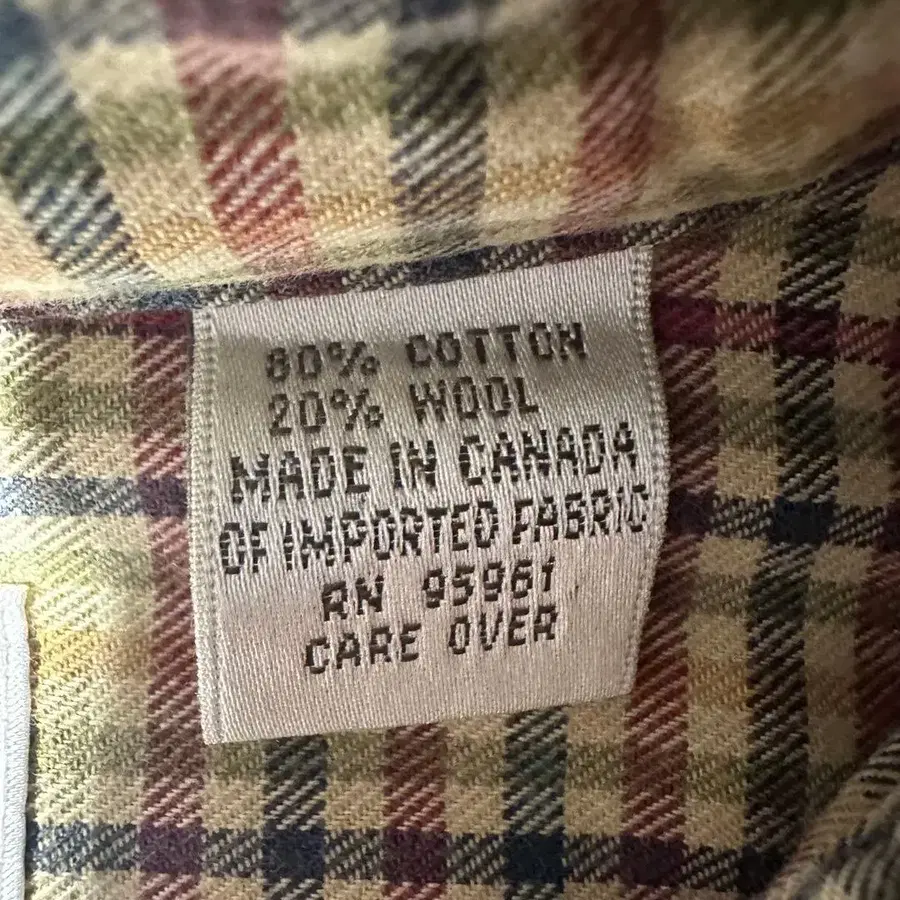 80% COTTON
20% WOOL
MADE IN CANADA
OF IMPORTED FABRIC
RN 95961
CARE OVER